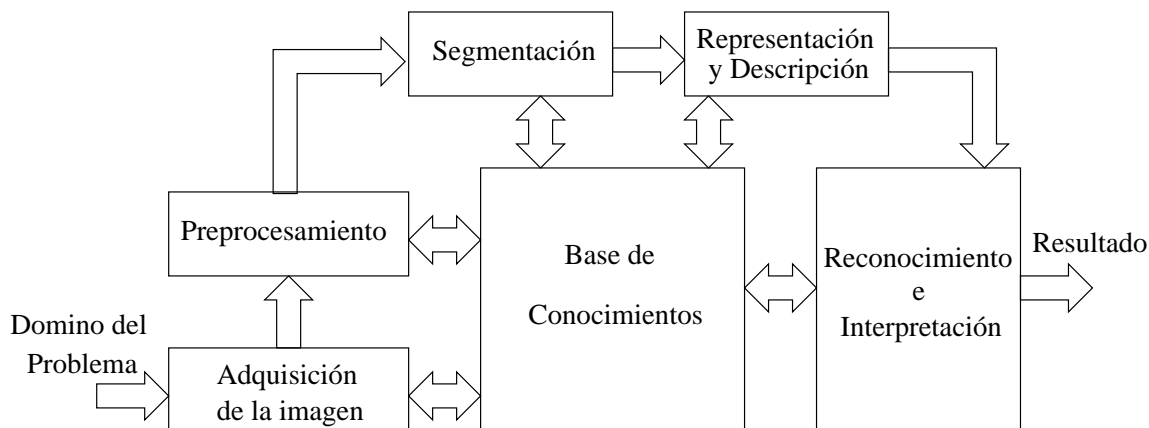 Segmentación
Representación
y Descripción
Preprocesamiento
Base de
Conocimientos
Reconocimiento
e
Interpretación
Resultado
Domino del
Problema
Adquisición
de la imagen